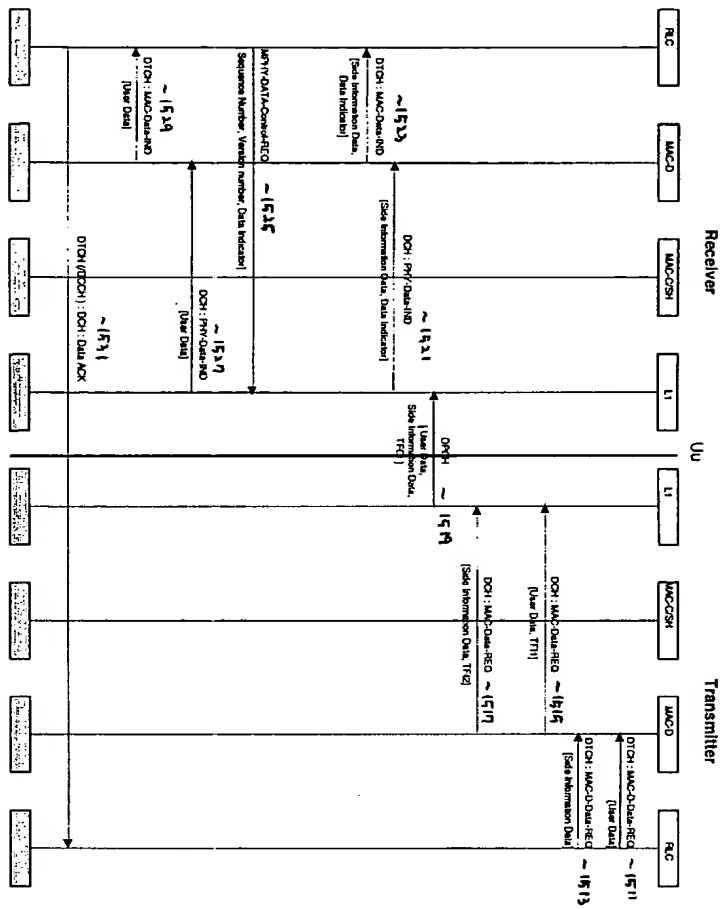 Receiver
Uu
Transmitter
RLC
MAC-D
MAC-C/SH
L1
L1
MAC-C/SH
MAC-D
RLC
DTCH : MAC-D-Data-REQ ~1511
[User Data]
DTCH : MAC-D-Data-REQ ~1513
[Side Information Data]
DCH : MAC-Data-REQ ~1515
[User Data, TFI1]
DCH : MAC-Data-REQ ~1517
[Side Information Data, TFI2]
DPCH ~1519
[User Data,
Side Information Data,
TFCI]
DCH : PHY-Data-IND ~1521
[Side Information Data, Data Indicator]
DTCH : MAC-Data-IND ~1523
[Side Information Data,
Data Indicator]
MPHY-DATA-Control-REQ ~1525
Sequence Number, Version number, Data Indicator]
DCH : PHY-Data-IND ~1527
[User Data]
DTCH : MAC-Data-IND ~1529
[User Data]
DTCH (/DCCH) : DCH : Data ACK ~1531